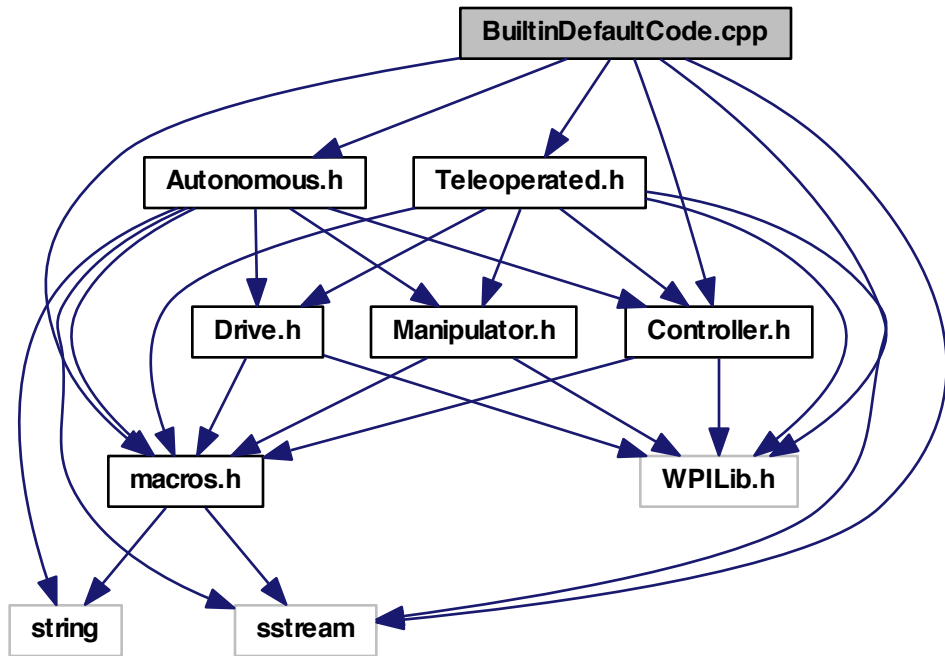 BuiltinDefaultCode.cpp
Autonomous.h
Teleoperated.h
Drive.h
Manipulator.h
Controller.h
macros.h
WPILib.h
string
sstream